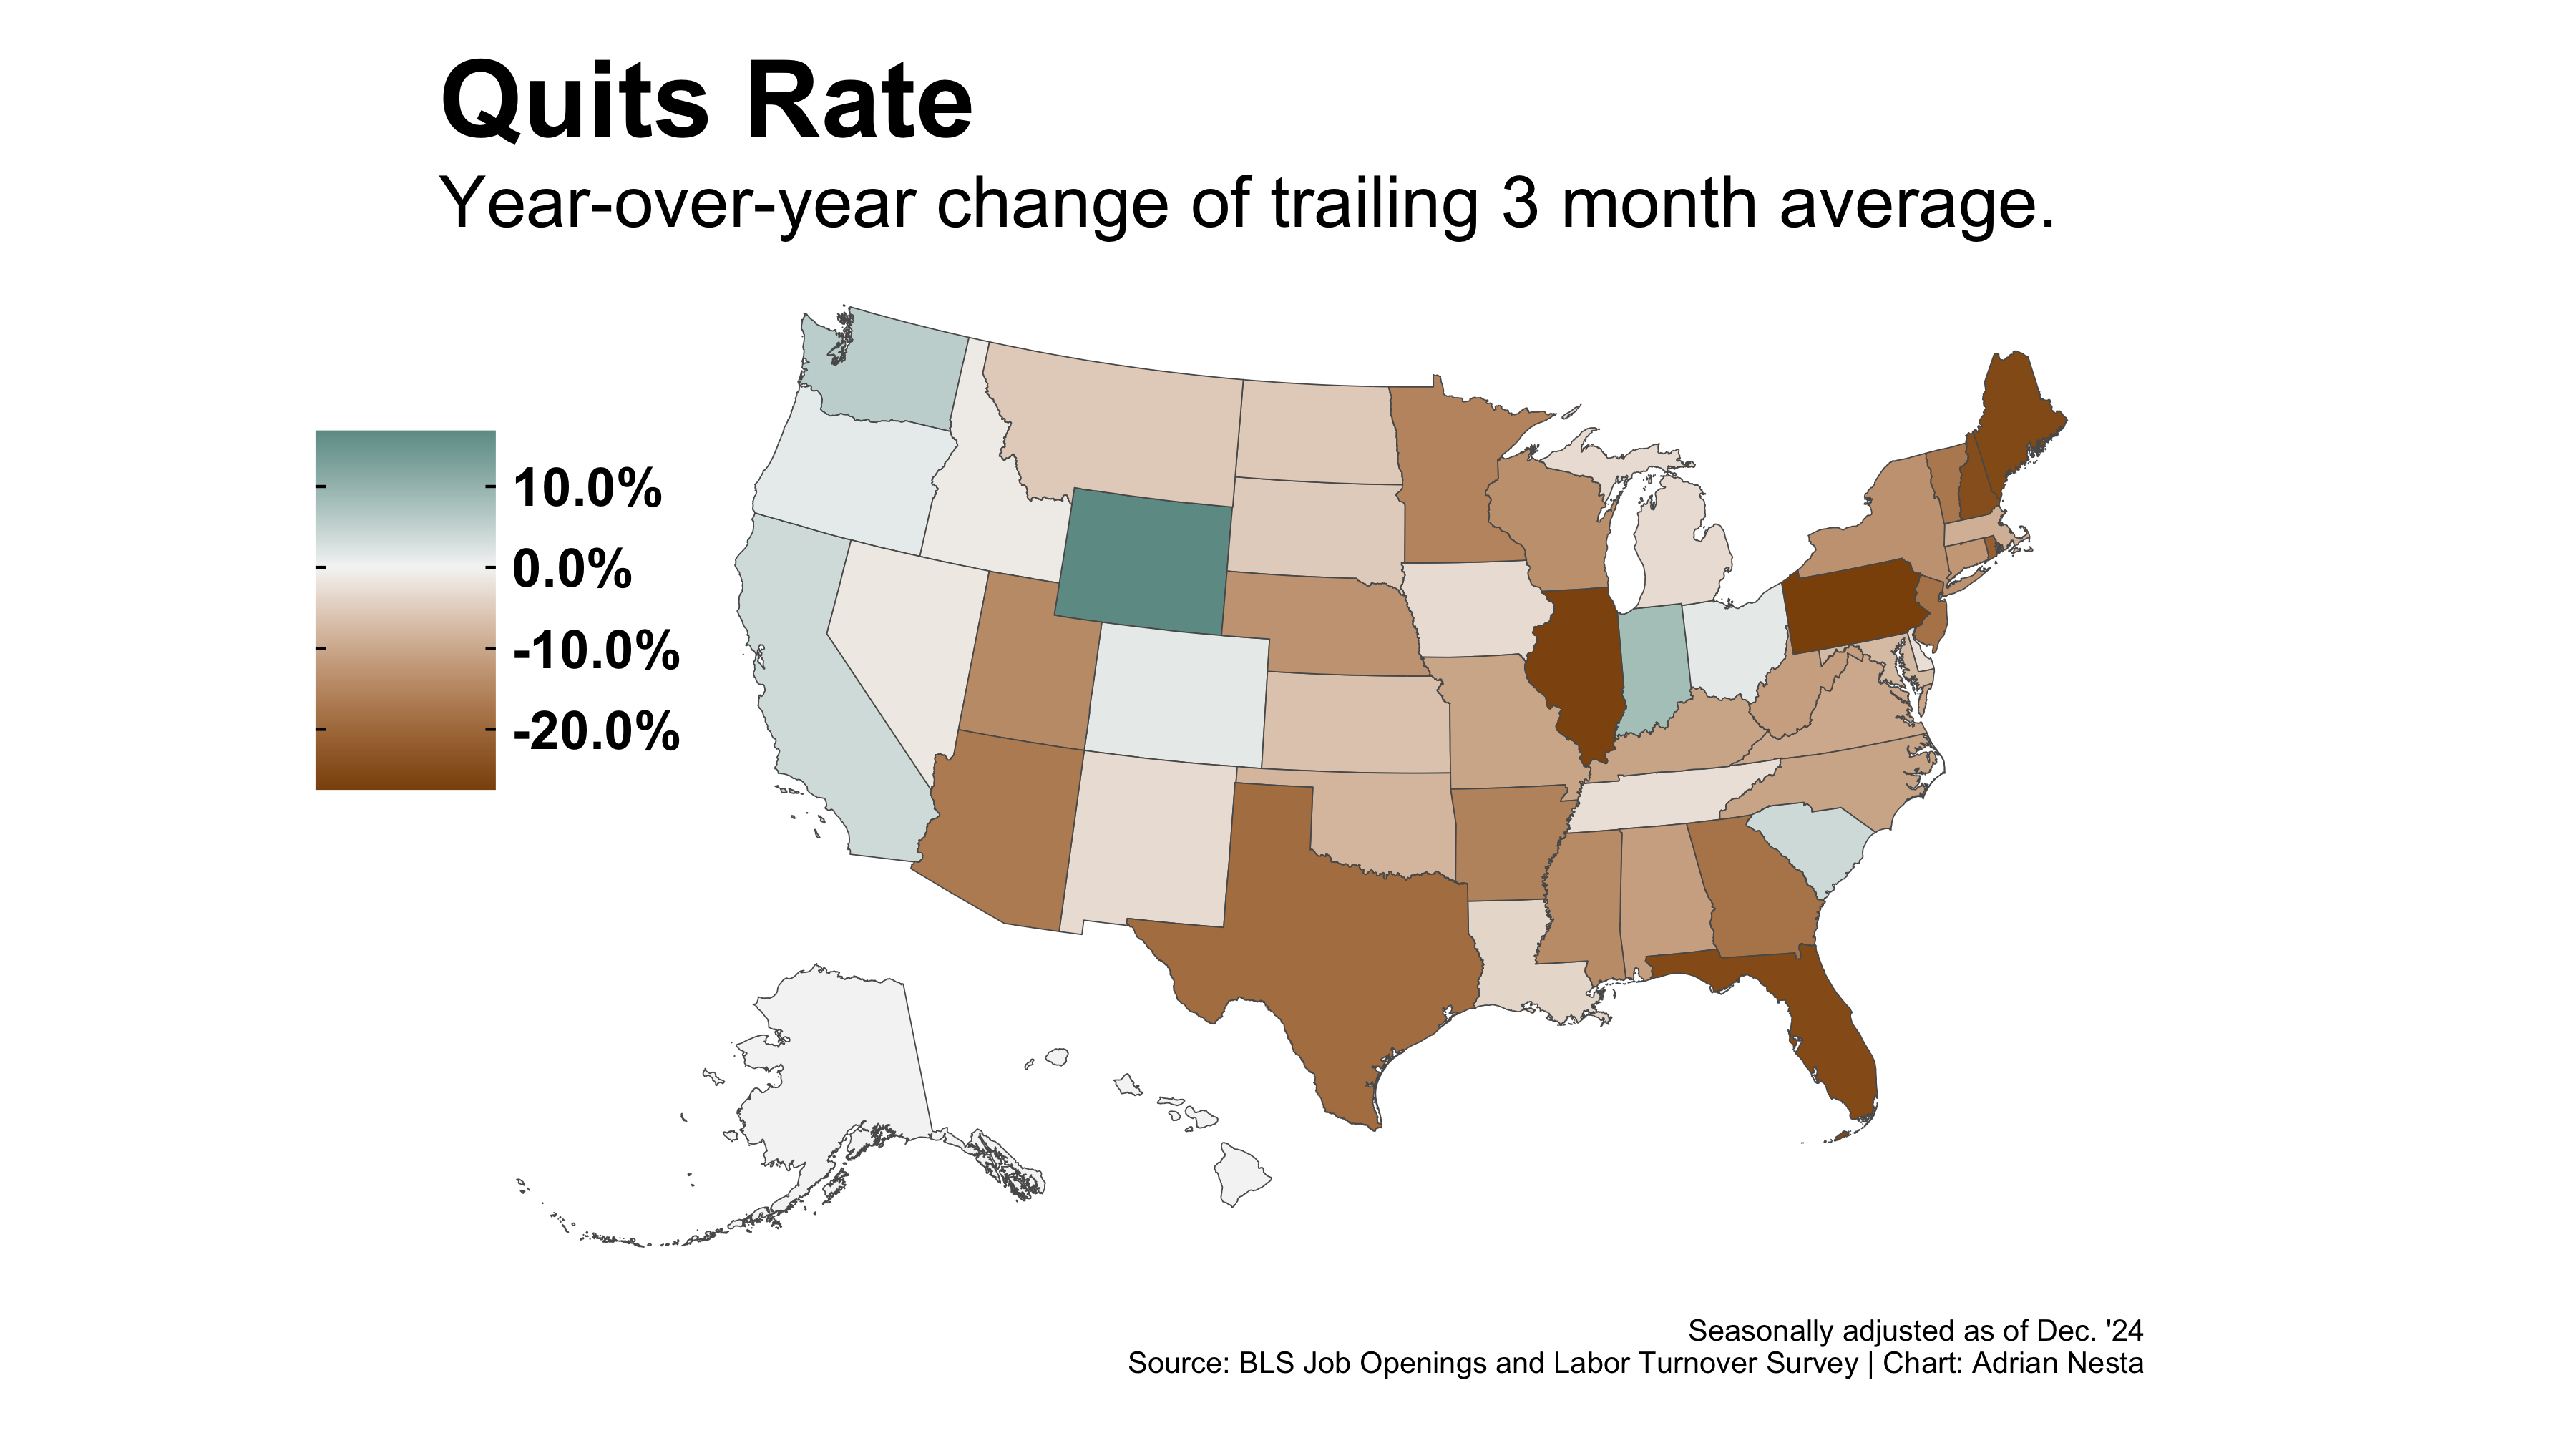 Quits Rate
Year-over-year change of trailing 3 month average.
10.0%
0.0%
-10.0%
-20.0%
Seasonally adjusted as of Dec. '24
Source: BLS Job Openings and Labor Turnover Survey | Chart: Adrian Nesta